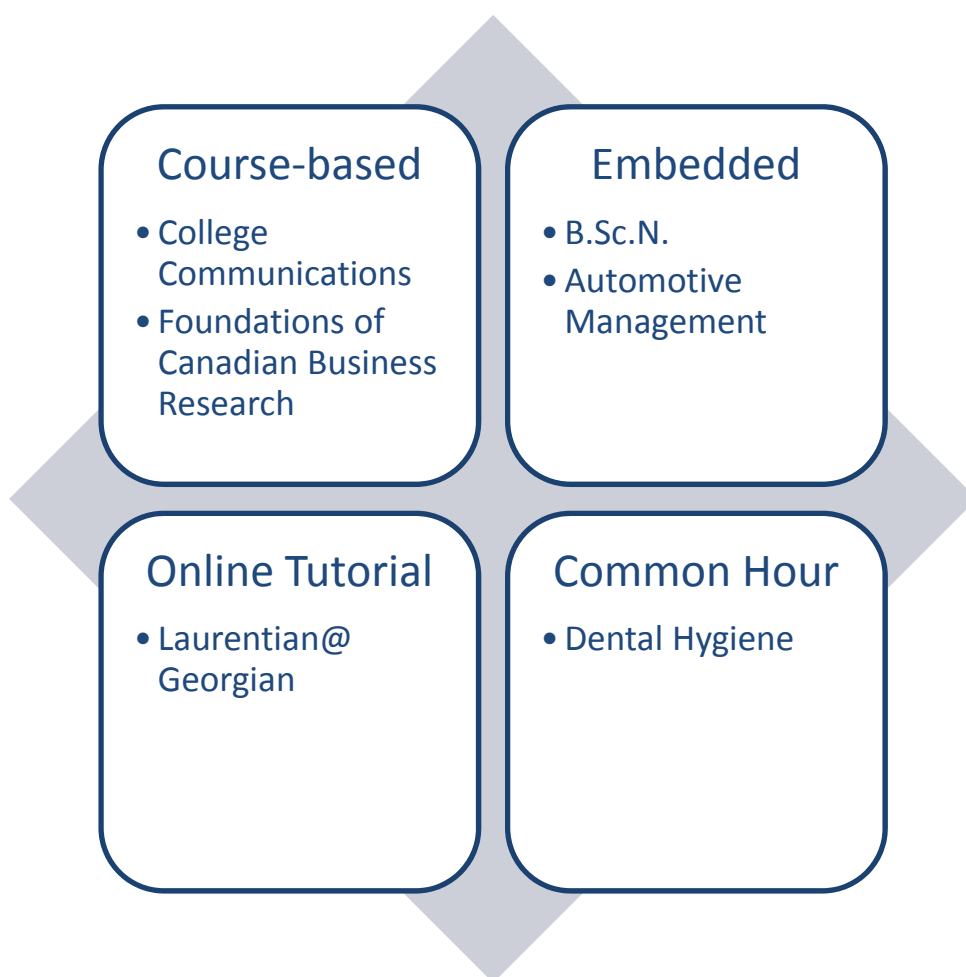 Course-based
• College
Communications
• Foundations of
Canadian Business
Research
Embedded
• B.Sc.N.
• Automotive
Management
Online Tutorial
• Laurentian@
Georgian
Common Hour
• Dental Hygiene